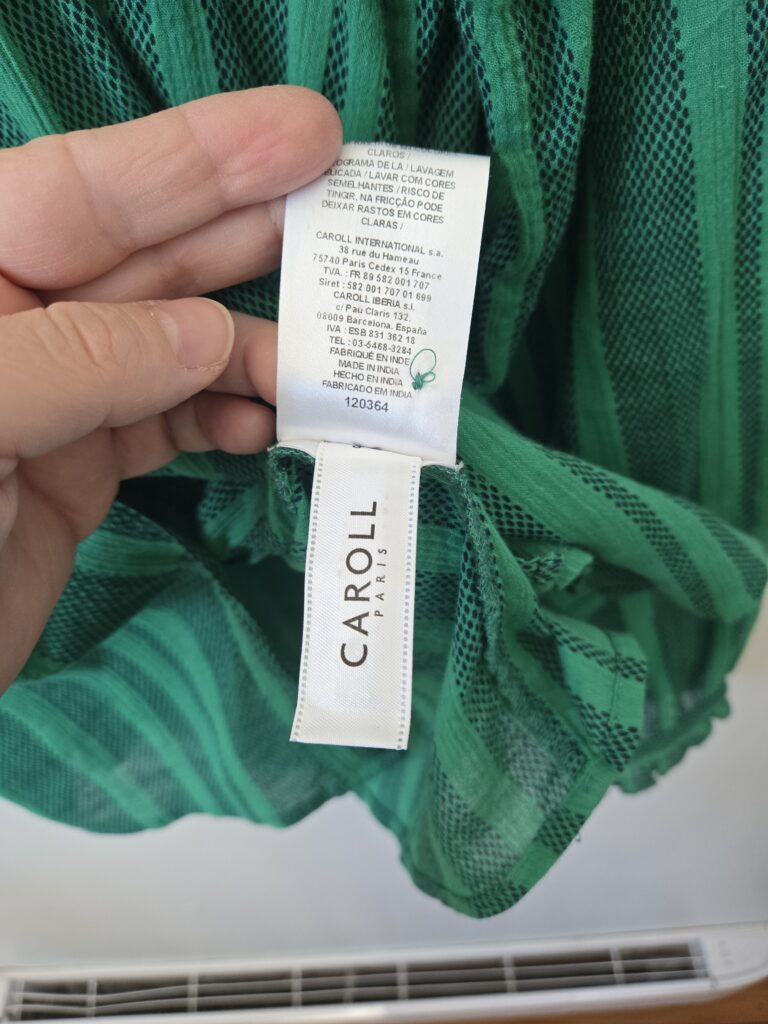 CLAROS /
OGRAMA DE LA / LAVAGEM
ELICADA / LAVAR COM CORES
SEMELHANTES / RISCO DE
TINGIR, NA FRICÇÃO PODE
DEIXAR RASTOS EM CORES
CLARAS /
CAROLL INTERNATIONAL s.a.
38 rue du Hameau
75740 Paris Cedex 15 France
TVA. : FR 89 582 001 707
Siret : 582 001 707 01 699
CAROLL IBERIA s.l.
c/ Pau Claris 132.
08009 Barcelona. España
IVA : ESB 831 362 18
TEL : 03-5468-3284
FABRIQUÉ EN INDE
MADE IN INDIA
HECHO EN INDIA
FABRICADO EM INDIA
120364
CAROLL
PARIS